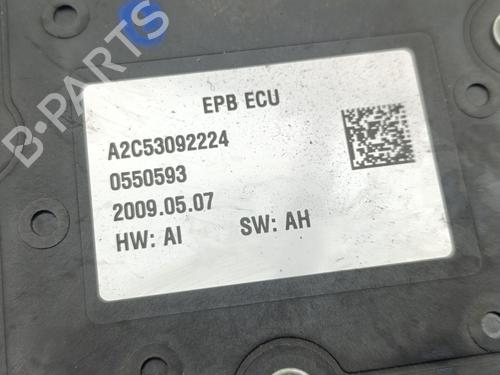 B-PARTS
EPB ECU
A2C53092224
0550593
2009.05.07
HW: AI SW: AH